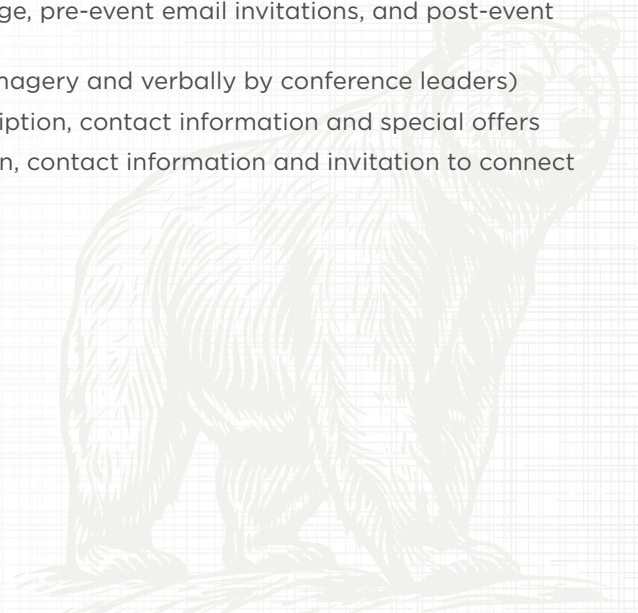 ge, pre-event email invitations, and post-event
nagery and verbally by conference leaders)
iption, contact information and special offers
n, contact information and invitation to connect